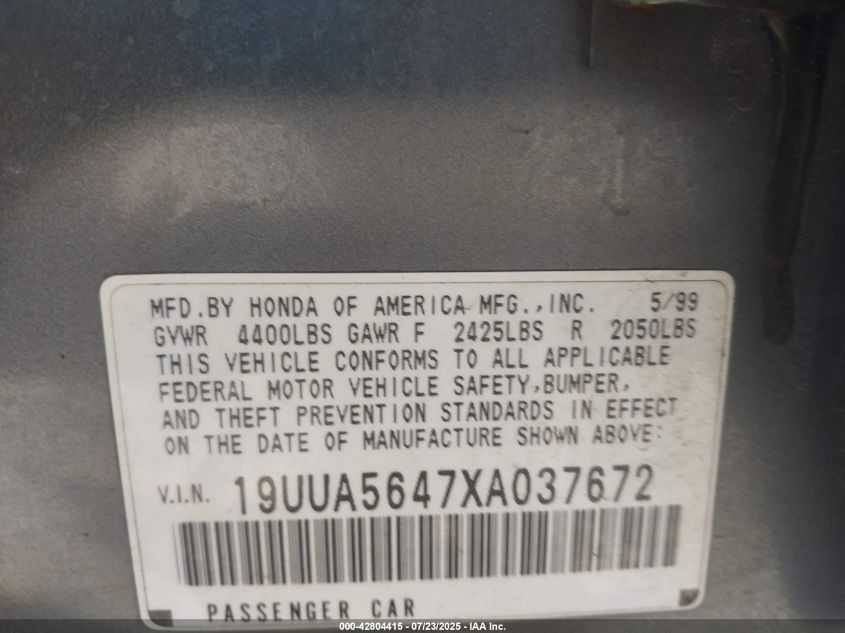 MFD.BY HONDA OF AMERICA MFG.,INC. 5/99
GVWR 4400LBS GAWR F 2425LBS R 2050LBS
THIS VEHICLE CONFORMS TO ALL APPLICABLE
FEDERAL MOTOR VEHICLE SAFETY,BUMPER,
AND THEFT PREVENTION STANDARDS IN EFFECT
ON THE DATE OF MANUFACTURE SHOWN ABOVE:
V.I.N. 19UUA5647XA037672
PASSENGER CAR
000-42804415 - 07/23/2025 - IAA Inc.